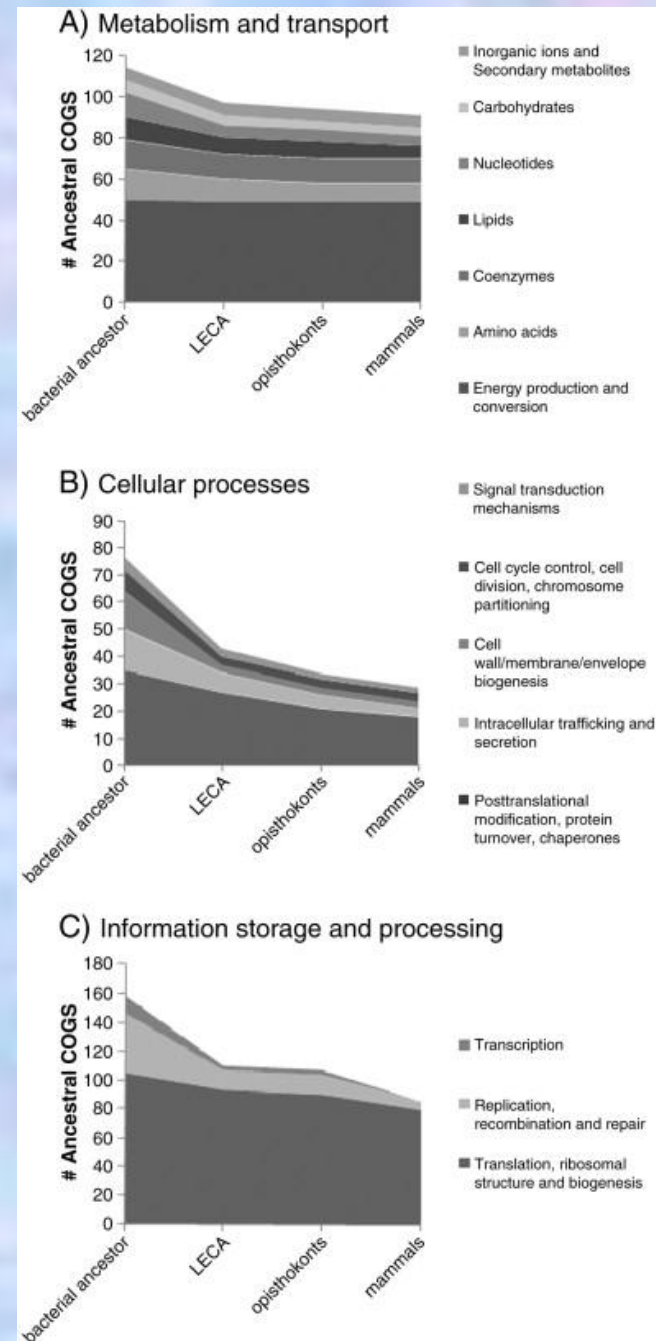 A) Metabolism and transport
120
100
80
60
40
20
0
# Ancestral COGS
bacterial ancestor
LECA
opisthokonts
mammals
Inorganic ions and
Secondary metabolites
Carbohydrates
Nucleotides
Lipids
Coenzymes
Amino acids
Energy production and
conversion
B) Cellular processes
90
80
70
60
50
40
30
20
10
0
# Ancestral COGS
bacterial ancestor
LECA
opisthokonts
mammals
Signal transduction
mechanisms
Cell cycle control, cell
division, chromosome
partitioning
Cell
wall/membrane/envelope
biogenesis
Intracellular trafficking and
secretion
Posttranslational
modification, protein
turnover, chaperones
C) Information storage and processing
180
160
140
120
100
80
60
40
20
0
# Ancestral COGS
bacterial ancestor
LECA
opisthokonts
mammals
Transcription
Replication,
recombination and repair
Translation, ribosomal
structure and biogenesis